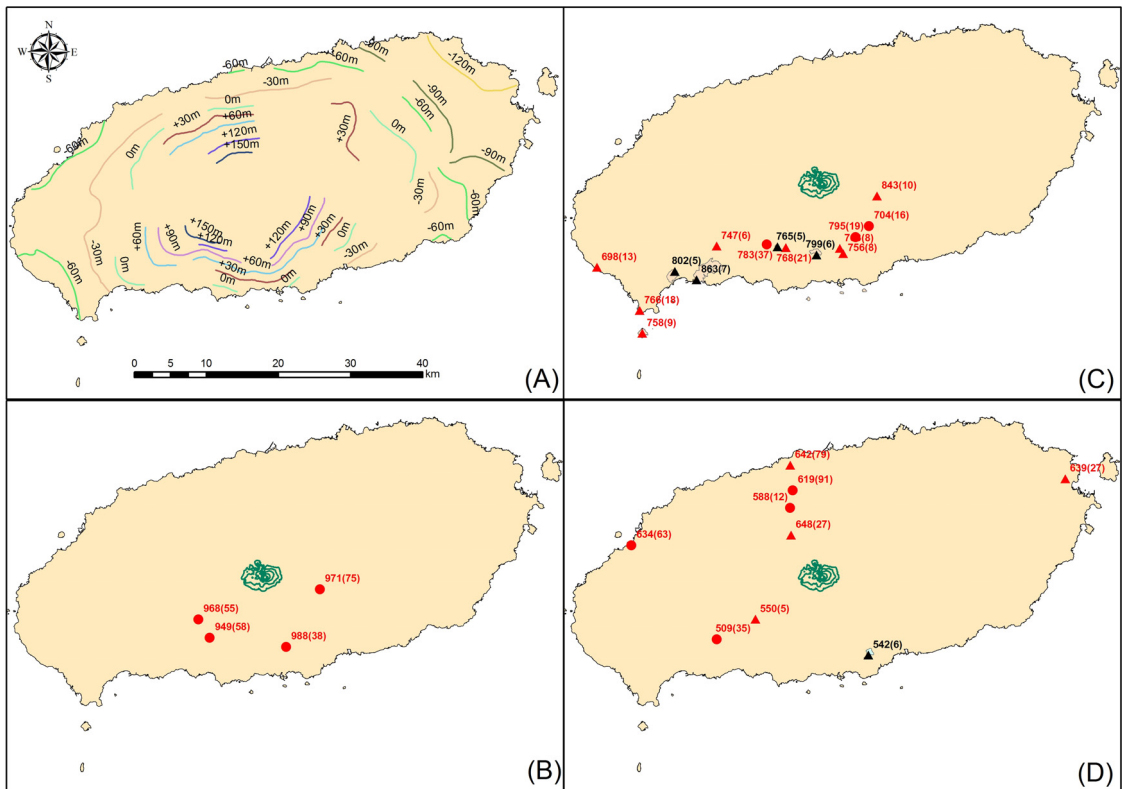 N
W E
S
-60m
-60m
-90m
-30m
-120m
0m
-90m
+60m
+30m
-60m
+120m
0m
+30m
+150m
-60m
0m
-90m
-30m
-60m
+150m
+120m
+90m
+120m
+90m
+30m
0m
+60m
-30m
-60m
-30m
0m
+60m
+30m
0m
0m
-60m
0 5 10 20 30 40
km
(A)
843(10)
704(16)
795(19)
747(6)
765(5)
799(6)
756(8)
783(37)
768(21)
698(13)
802(5)
863(7)
766(18)
758(9)
(C)
971(75)
968(55)
949(58)
988(38)
(B)
642(79)
639(27)
619(91)
588(12)
634(63)
648(27)
550(5)
509(35)
542(6)
(D)